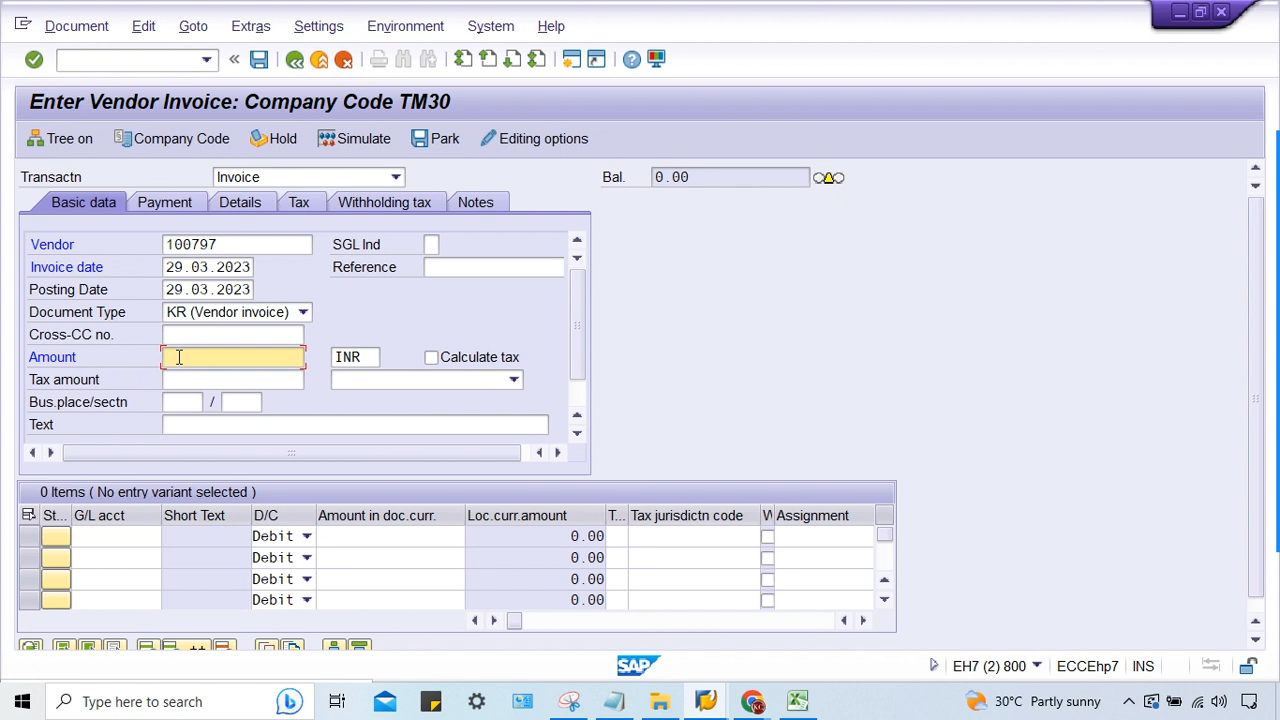 Document Edit Goto Extras Settings Environment System Help
Enter Vendor Invoice: Company Code TM30
Tree on Company Code Hold Simulate Park Editing options
Transactn Invoice Bal. 0.00
Basic data Payment Details Tax Withholding tax Notes
Vendor 100797 SGL Ind
Invoice date 29.03.2023 Reference
Posting Date 29.03.2023
Document Type KR (Vendor invoice)
Cross-CC no.
Amount INR Calculate tax
Tax amount
Bus.place/sectn /
Text
0 Items ( No entry variant selected )
St... G/L acct Short Text D/C Amount in doc.curr. Loc.curr.amount T... Tax jurisdictn code W Assignment
Debit 0.00
Debit 0.00
Debit 0.00
Debit 0.00
SAP EH7 (2) 800 ECCEhp7 INS
Type here to search 30°C Partly sunny